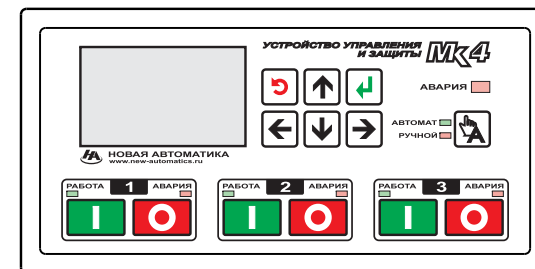 УСТРОЙСТВО УПРАВЛЕНИЯ
И ЗАЩИТЫ
Мк4
АВАРИЯ
АВТОМАТ
РУЧНОЙ
А
НА НОВАЯ АВТОМАТИКА
www.new-automatics.ru
РАБОТА 1 АВАРИЯ
РАБОТА 2 АВАРИЯ
РАБОТА 3 АВАРИЯ
I O
I O
I O